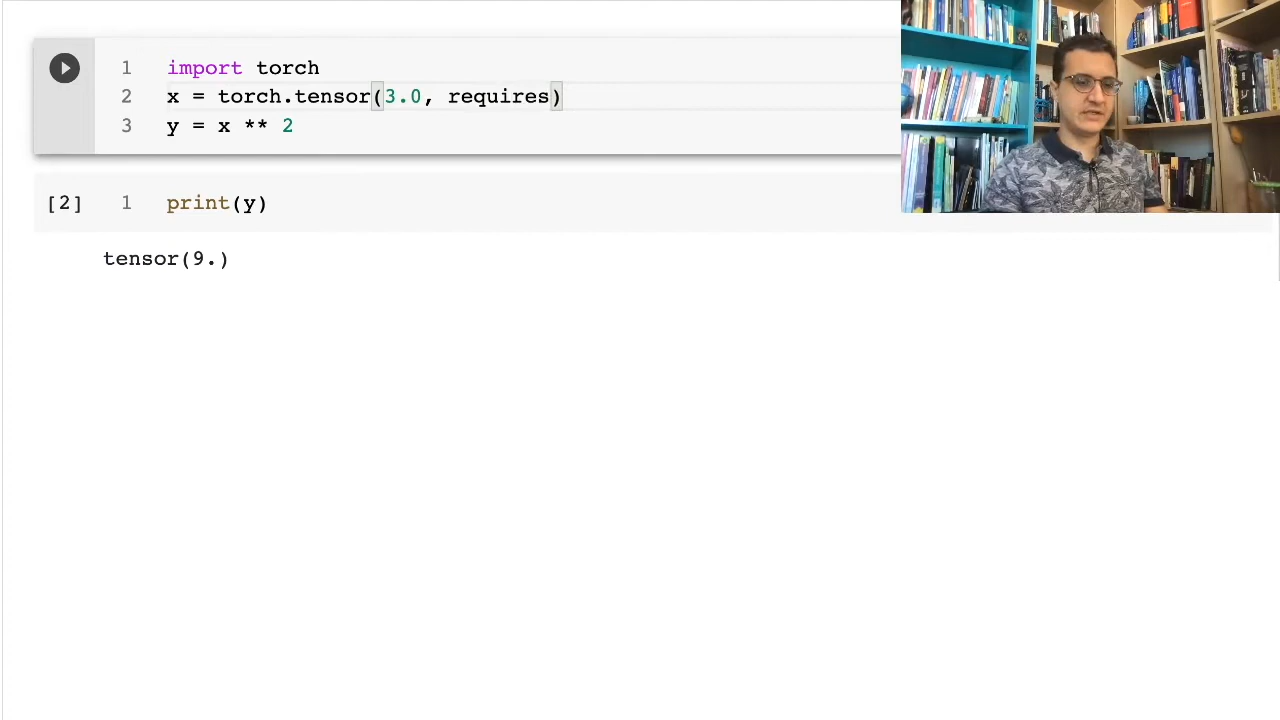 1 import torch
2 x = torch.tensor(3.0, requires)
3 y = x ** 2
[2] 1 print(y)
tensor(9.)